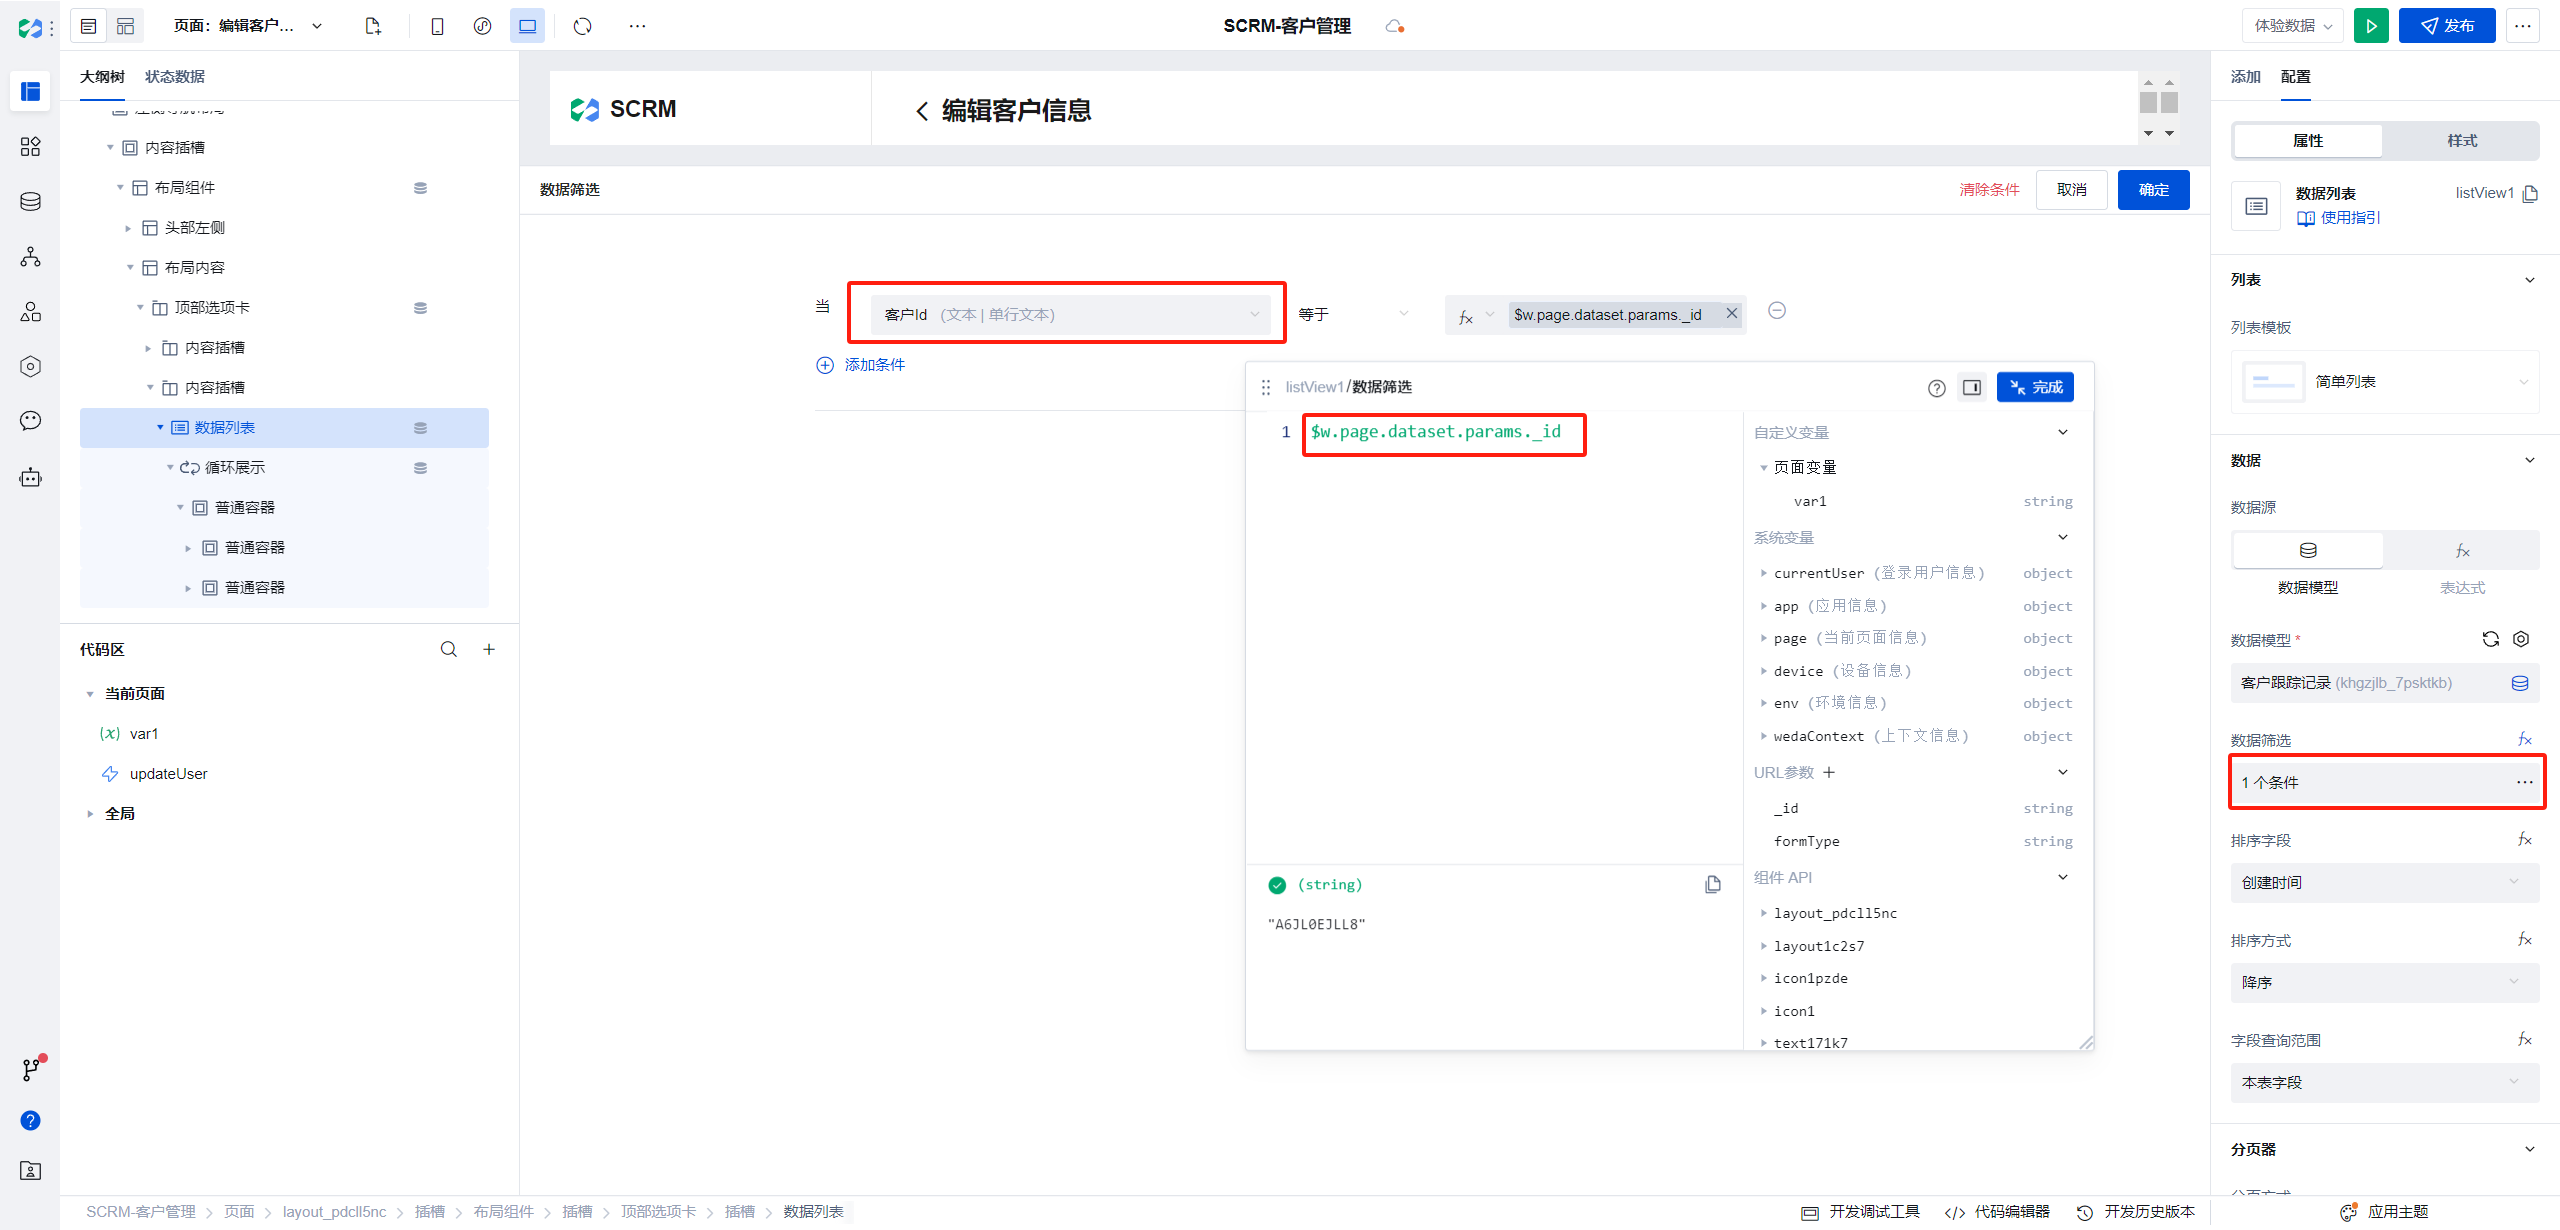 页面：编辑客户...
SCRM-客户管理
体验数据
发布
大纲树 状态数据
内容插槽
布局组件
头部左侧
布局内容
顶部选项卡
内容插槽
内容插槽
数据列表
循环展示
普通容器
普通容器
普通容器
代码区
当前页面
(x) var1
updateUser
全局
SCRM
编辑客户信息
数据筛选
清除条件 取消 确定
当 客户Id (文本 | 单行文本) 等于 fx $w.page.dataset.params._id
添加条件
listView1/数据筛选
完成
1 $w.page.dataset.params._id
(string)
"A6JL0EJLL8"
自定义变量
页面变量
var1 string
系统变量
currentUser (登录用户信息) object
app (应用信息) object
page (当前页面信息) object
device (设备信息) object
env (环境信息) object
wedaContext (上下文信息) object
URL参数 +
_id string
formType string
组件 API
layout_pdcll5nc
layout1c2s7
icon1pzde
icon1
text171k7
添加 配置
属性 样式
数据列表 listView1
使用指引
列表
列表模板
简单列表
数据
数据源
fx
数据模型 表达式
数据模型 *
客户跟踪记录 (khgzjlb_7psktkb)
数据筛选 fx
1 个条件 ...
排序字段 fx
创建时间
排序方式 fx
降序
字段查询范围 fx
本表字段
分页器
SCRM-客户管理 > 页面 > layout_pdcll5nc > 插槽 > 布局组件 > 插槽 > 顶部选项卡 > 插槽 > 数据列表
开发调试工具 </> 代码编辑器 开发历史版本 应用主题